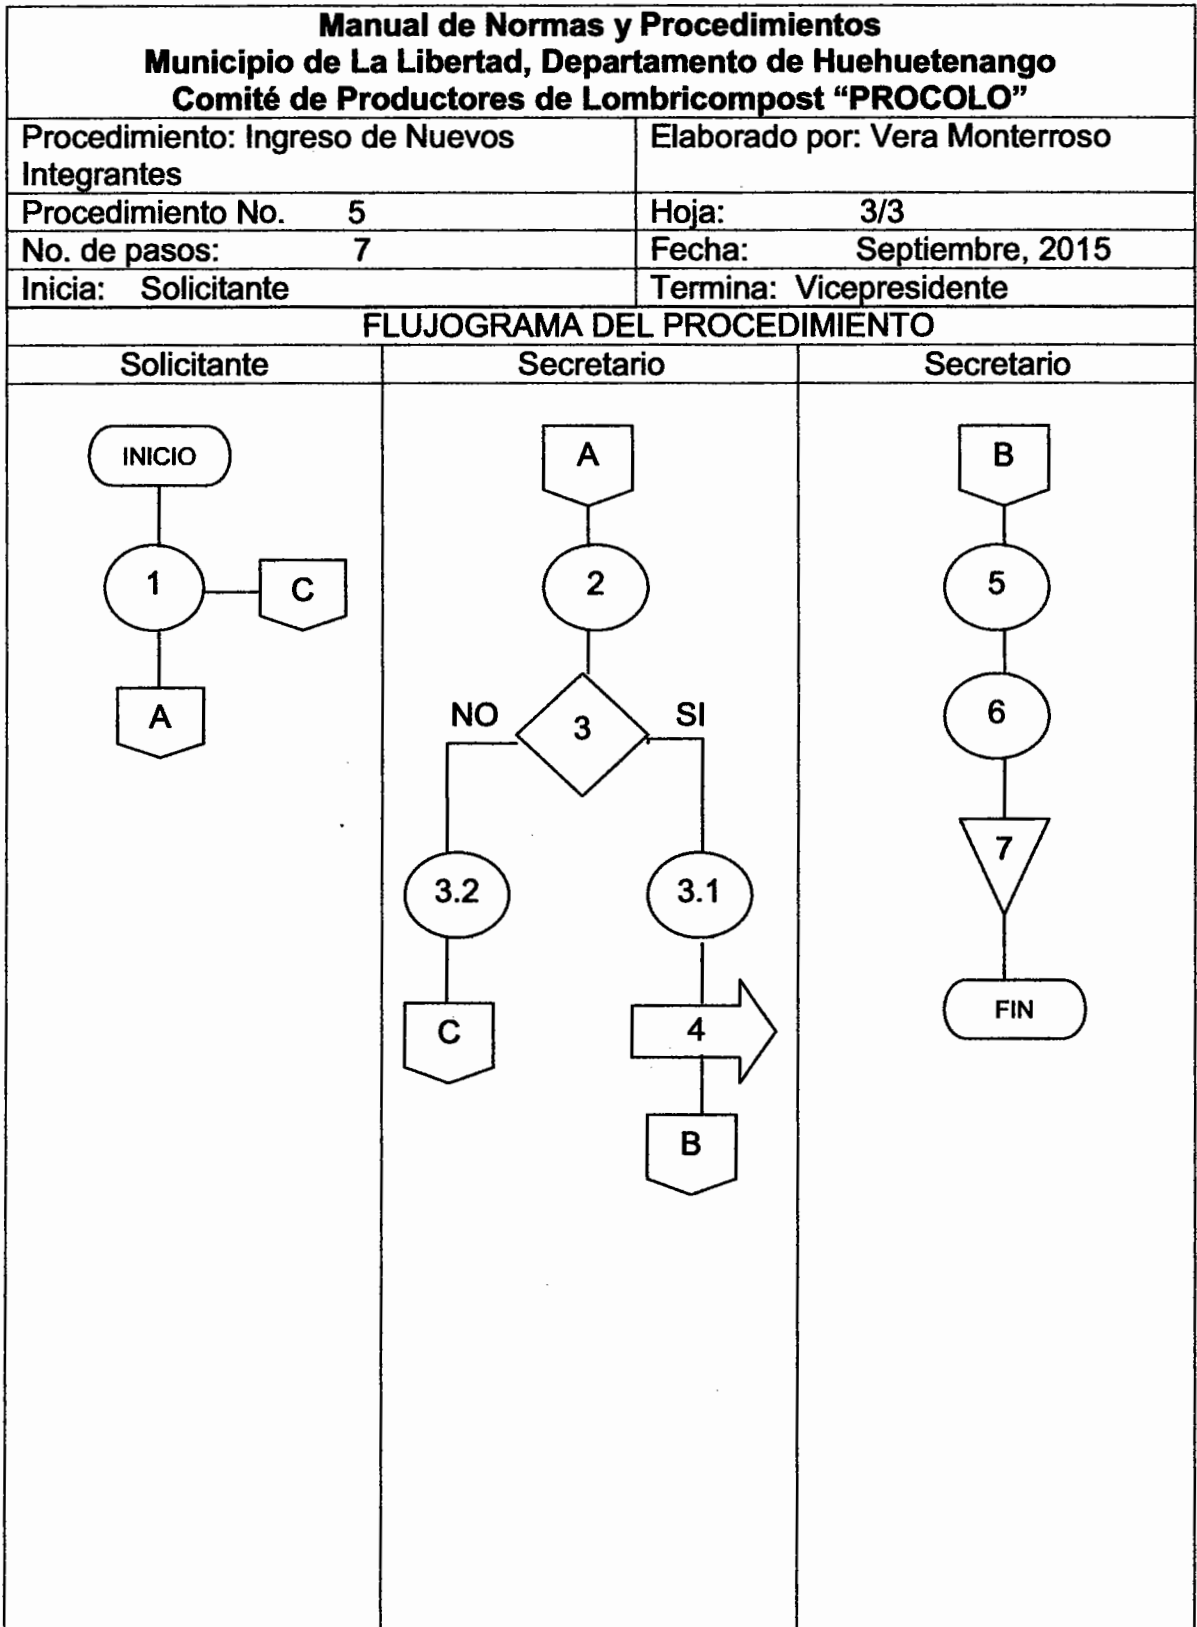 Manual de Normas y Procedimientos
Municipio de La Libertad, Departamento de Huehuetenango
Comité de Productores de Lombricompost “PROCOLO”
Procedimiento: Ingreso de Nuevos
Integrantes
Elaborado por: Vera Monterroso
Procedimiento No. 5
Hoja: 3/3
No. de pasos: 7
Fecha: Septiembre, 2015
Inicia: Solicitante
Termina: Vicepresidente
FLUJOGRAMA DEL PROCEDIMIENTO
Solicitante
INICIO
1
C
A
Secretario
A
2
NO
3
SI
3.2
3.1
C
4
B
Secretario
B
5
6
7
FIN